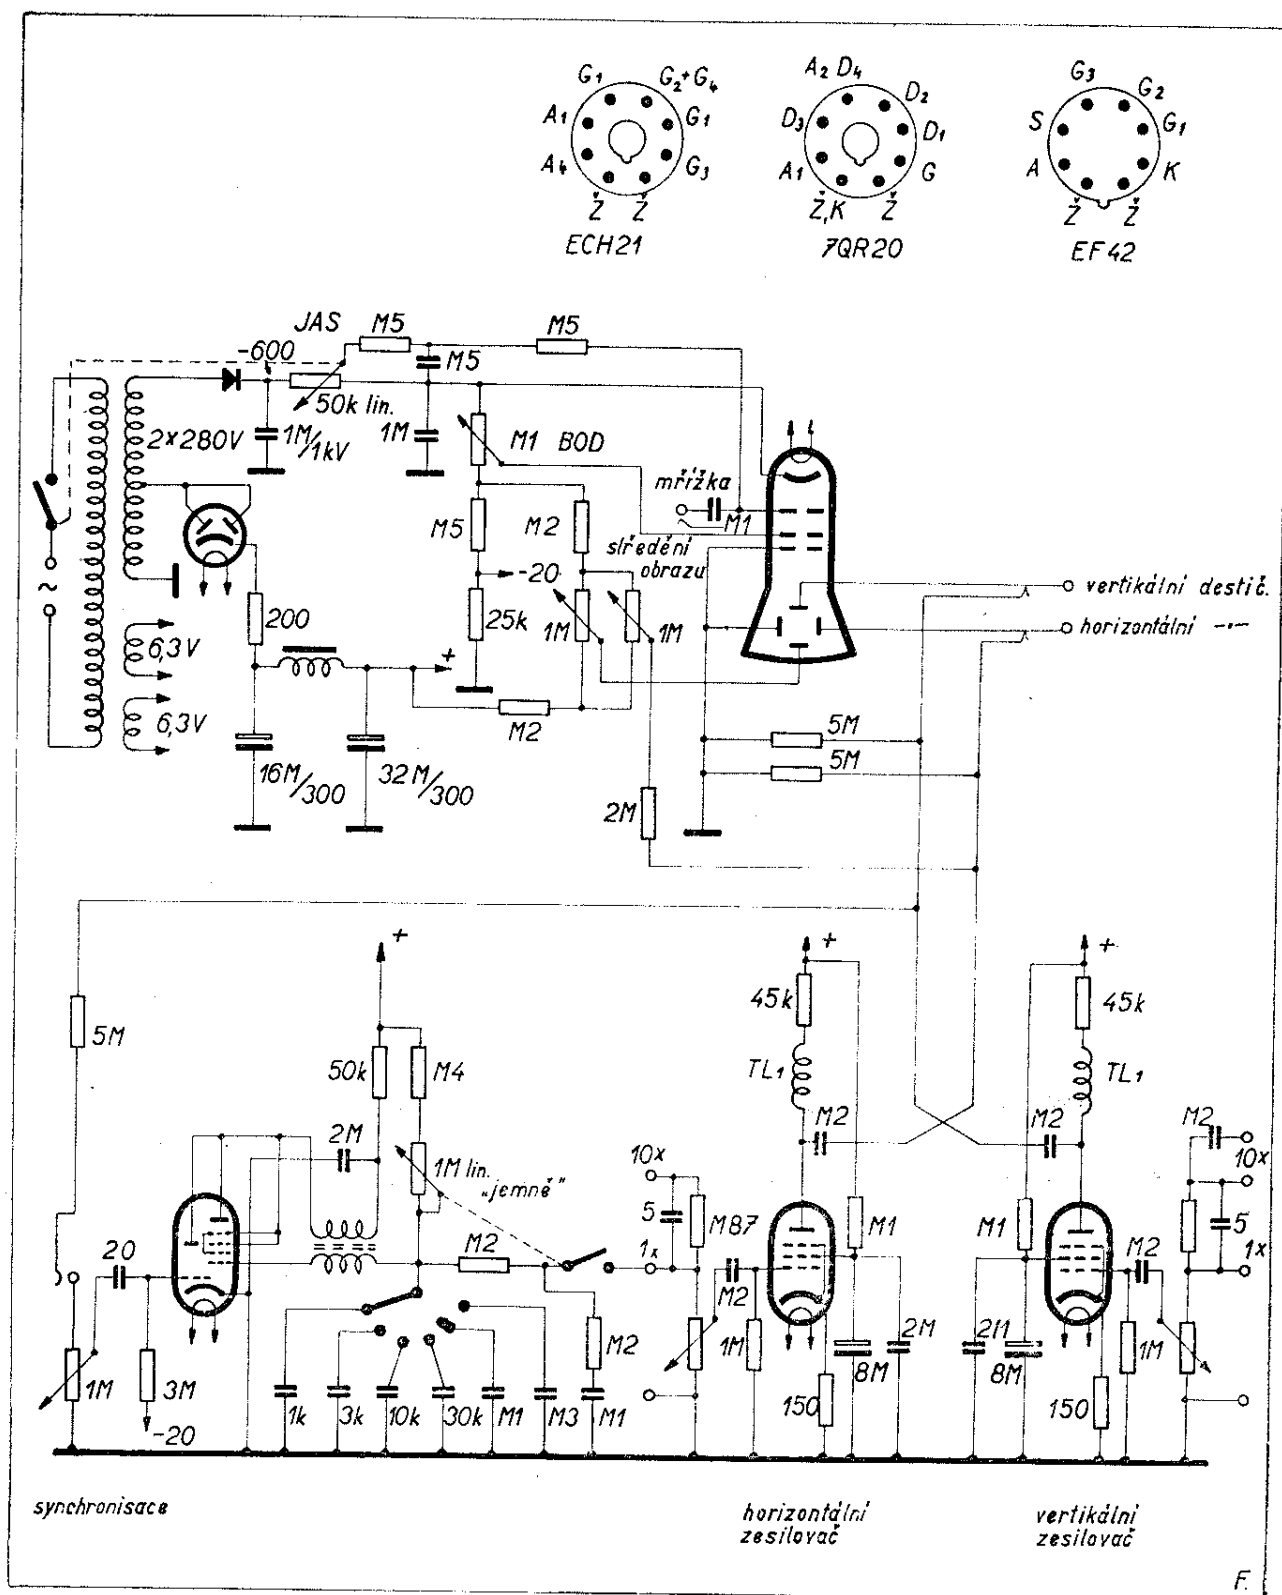 G1 G2+G4
A1 G1
A4 G3
Ž Ž
ECH21
A2 D4 D2
D3 D1
A1 G
Ž,K Ž
7QR20
G3 G2
S G1
A K
Ž Ž
EF42
JAS M5 M5
-600 M5
50k lin.
2×280V 1M/1kV 1M M1 BOD
mřížka
M1
M5 M2
středění
obrazu
-20
~
200 25k 1M 1M
vertikální destič.
horizontální -·-
6,3V
+
6,3V
M2
16M/300 32M/300
5M
5M
2M
+ + +
45k 45k
5M 50k M4 TL1 TL1
2M M2 M2 M2
1M lin.
„jemně"
10x 10x
5 M87 M1 M1 5
20 M2 1x M2 1x
M2
M2 1M 2M 2M 1M
8M 8M
1M 3M 1k 3k 10k 30k M1 M3 M1 150 150
-20
synchronisace
horizontální
zesilovač
vertikální
zesilovač
F.